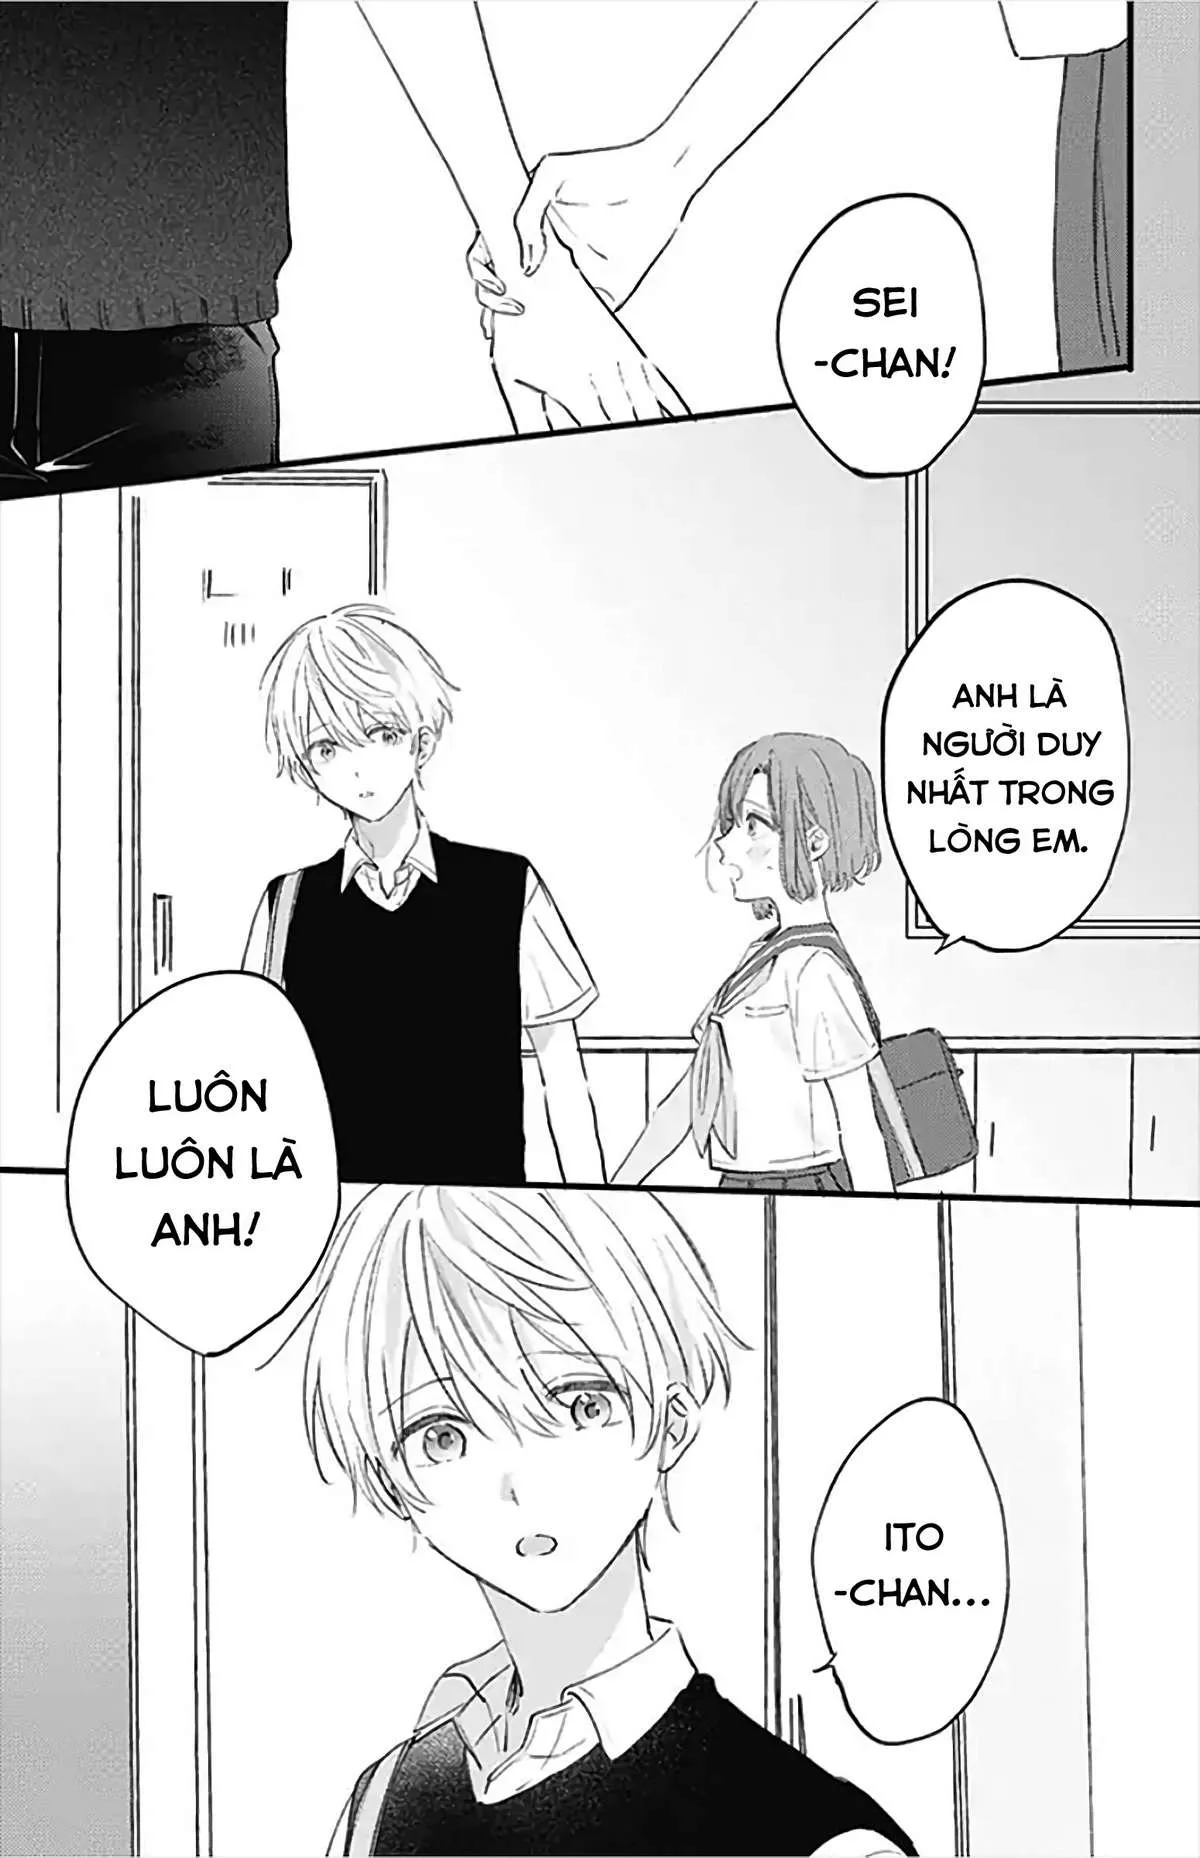 SEI
-CHAN!
ANH LÀ
NGƯỜI DUY
NHẤT TRONG
LÒNG EM.
LUÔN
LUÔN LÀ
ANH!
ITO
-CHAN...